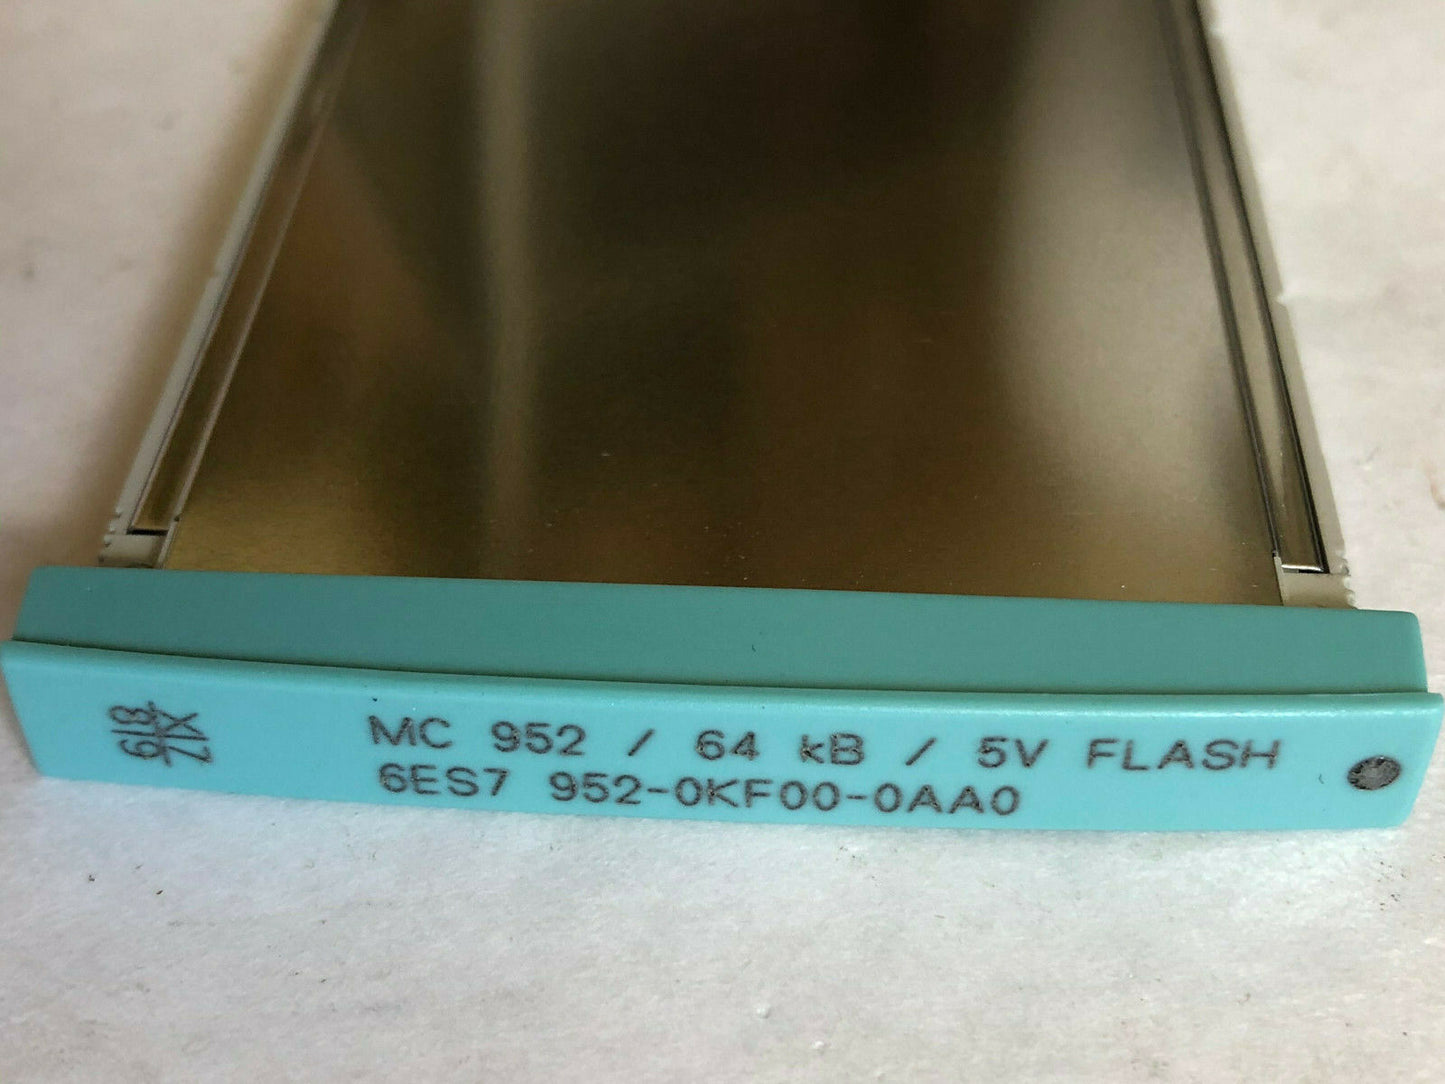 MC 952 / 64 kB / 5V FLASH
6ES7 952-0KF00-0AA0